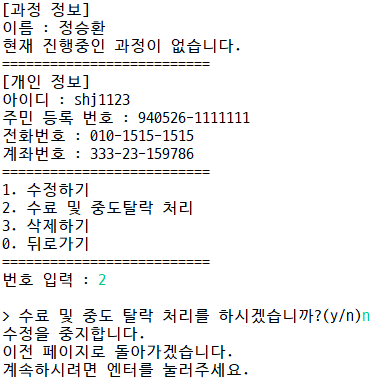 [과정 정보]
이름 : 정승환
현재 진행중인 과정이 없습니다.
==========================
[개인 정보]
아이디 : shj1123
주민 등록 번호 : 940526-1111111
전화번호 : 010-1515-1515
계좌번호 : 333-23-159786
==========================
1. 수정하기
2. 수료 및 중도탈락 처리
3. 삭제하기
0. 뒤로가기
==========================
번호 입력 : 2
> 수료 및 중도 탈락 처리를 하시겠습니까?(y/n)n
수정을 중지합니다.
이전 페이지로 돌아가겠습니다.
계속하시려면 엔터를 눌러주세요.